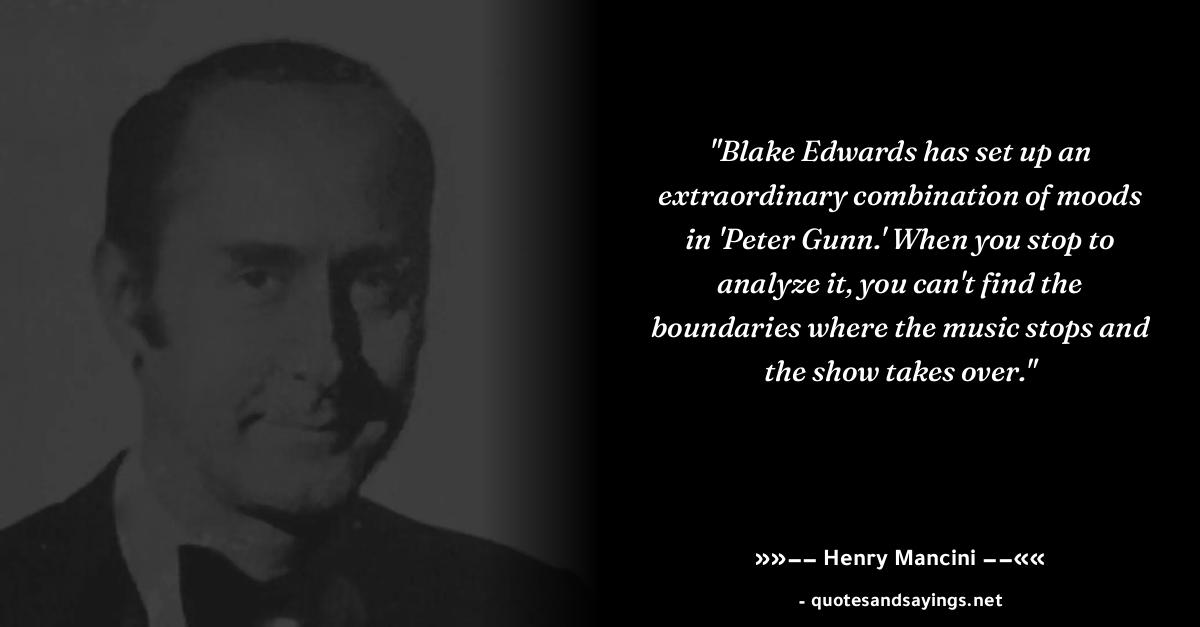 "Blake Edwards has set up an
extraordinary combination of moods
in 'Peter Gunn.' When you stop to
analyze it, you can't find the
boundaries where the music stops and
the show takes over."
»»−− Henry Mancini −−««
- quotesandsayings.net